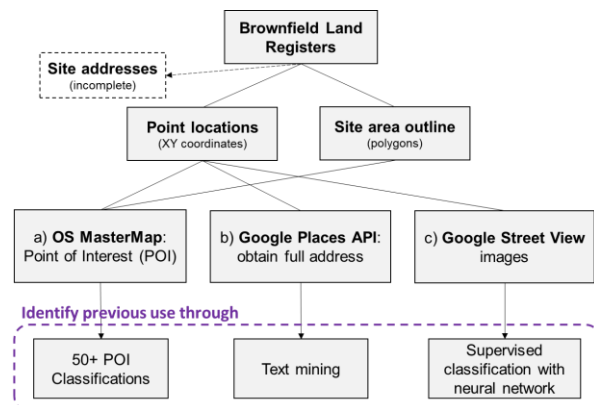 Brownfield Land
Registers
Site addresses
(incomplete)
Point locations
(XY coordinates)
Site area outline
(polygons)
a) OS MasterMap:
Point of Interest (POI)
b) Google Places API:
obtain full address
c) Google Street View
images
Identify previous use through
50+ POI
Classifications
Text mining
Supervised
classification with
neural network